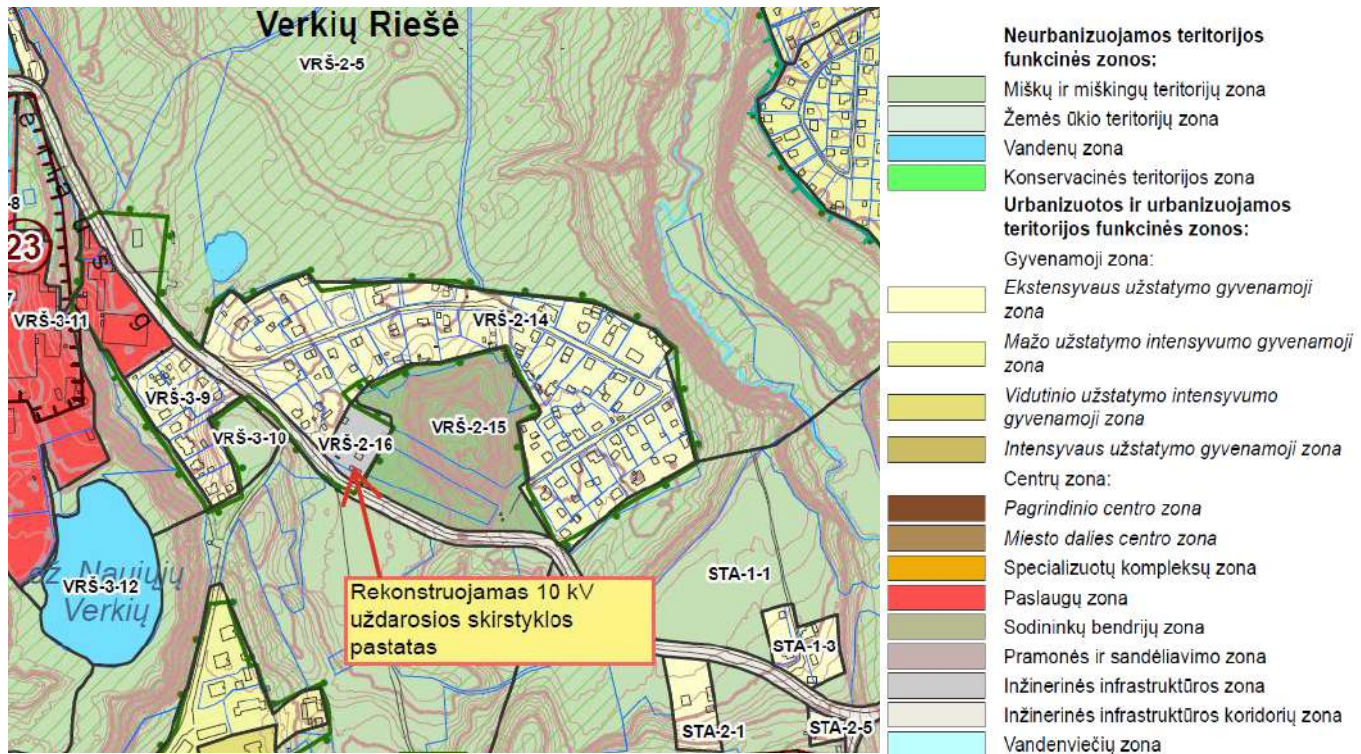 Verkių Riešė
VRŠ-2-5
23
VRŠ-3-11
VRŠ-2-14
VRŠ-3-9
VRŠ-3-10
VRŠ-2-16
VRŠ-2-15
ež. Naujųjų
Verkių
VRŠ-3-12
STA-1-1
STA-1-3
STA-2-1
STA-2-5
Rekonstruojamas 10 kV
uždarosios skirstyklos
pastatas
Neurbanizuojamos teritorijos
funkcinės zonos:
Miškų ir miškingų teritorijų zona
Žemės ūkio teritorijų zona
Vandenų zona
Konservacinės teritorijos zona
Urbanizuotos ir urbanizuojamos
teritorijos funkcinės zonos:
Gyvenamoji zona:
Ekstensyvaus užstatymo gyvenamoji
zona
Mažo užstatymo intensyvumo gyvenamoji
zona
Vidutinio užstatymo intensyvumo
gyvenamoji zona
Intensyvaus užstatymo gyvenamoji zona
Centrų zona:
Pagrindinio centro zona
Miesto dalies centro zona
Specializuotų kompleksų zona
Paslaugų zona
Sodininkų bendrijų zona
Pramonės ir sandėliavimo zona
Inžinerinės infrastruktūros zona
Inžinerinės infrastruktūros koridorių zona
Vandenviečių zona